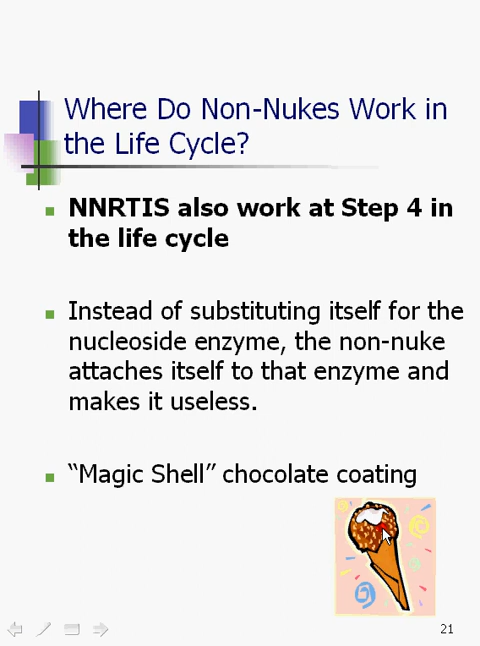 Where Do Non-Nukes Work in
the Life Cycle?
NNRTIS also work at Step 4 in
the life cycle
Instead of substituting itself for the
nucleoside enzyme, the non-nuke
attaches itself to that enzyme and
makes it useless.
“Magic Shell” chocolate coating
21